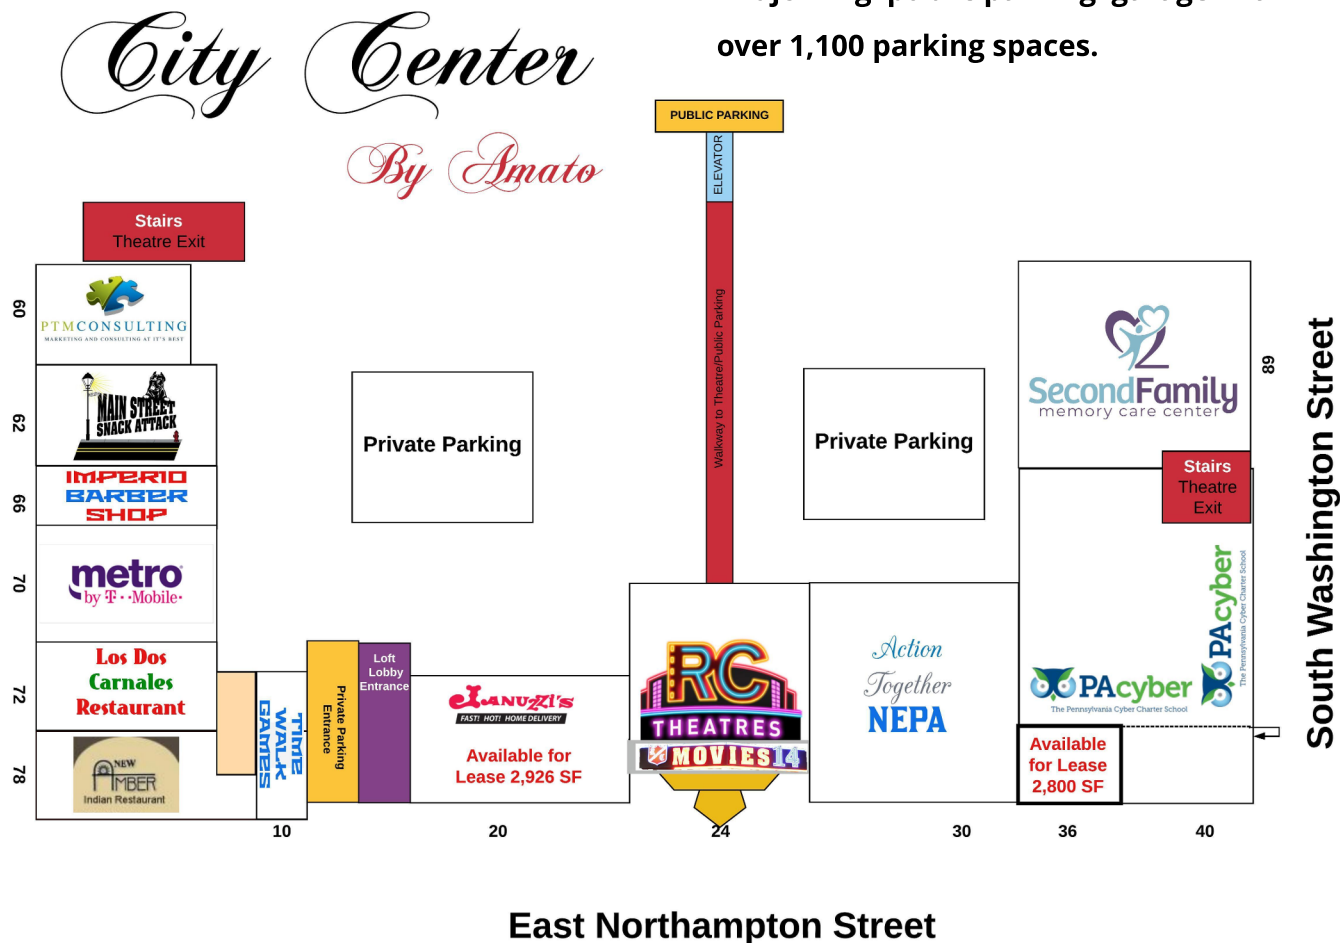 over 1,100 parking spaces.
City Center
By Amato
PUBLIC PARKING
ELEVATOR
Walkway to Theatre/Public Parking
Stairs
Theatre Exit
60
PTMCONSULTING
MARKETING AND CONSULTING AT IT'S BEST
62
MAIN STREET
SNACK ATTACK
66
IMPERIO
BARBER
SHOP
70
metro
by T-Mobile
72
Los Dos
Carnales
Restaurant
78
NEW
AMBER
Indian Restaurant
TIME
WALK
GAMES
Private Parking
Entrance
Loft
Lobby
Entrance
Private Parking
JANUZZI'S
FAST! HOT! HOME DELIVERY
Available for
Lease 2,926 SF
RC
THEATRES
MOVIES 14
Private Parking
Action
Together
NEPA
2
SecondFamily
memory care center
89
Stairs
Theatre
Exit
PAcyber
The Pennsylvania Cyber Charter School
PAcyber
The Pennsylvania Cyber Charter School
Available
for Lease
2,800 SF
10
20
24
30
36
40
South Washington Street
East Northampton Street